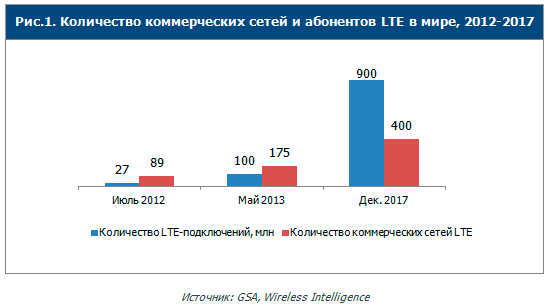 Рис.1. Количество коммерческих сетей и абонентов LTE в мире, 2012-2017
900
400
27 89 100 175
Июль 2012 Май 2013 Дек. 2017
Количество LTE-подключений, млн Количество коммерческих сетей LTE
Источник: GSA, Wireless Intelligence